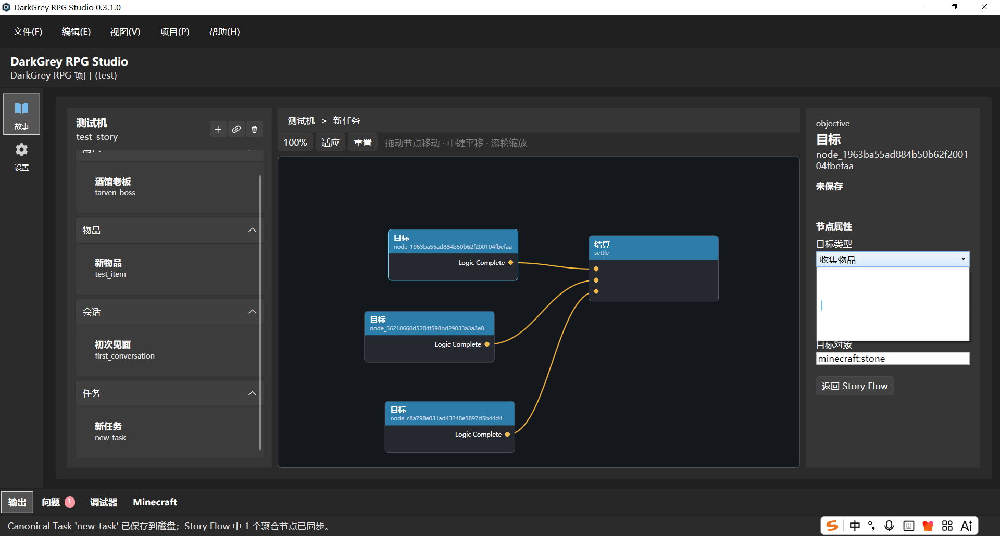 DarkGrey RPG Studio 0.3.1.0
文件(F) 编辑(E) 视图(V) 项目(P) 帮助(H)
DarkGrey RPG Studio
DarkGrey RPG 项目 (test)
故事
设置
测试机
test_story
酒馆老板
tarven_boss
物品
新物品
test_item
会话
初次见面
first_conversation
任务
新任务
new_task
测试机 > 新任务
100% 适应 重置 拖动节点移动 · 中键平移 · 滚轮缩放
目标
node_1963ba55ad884b50b62f200104fbefaa
Logic Complete
结算
settle
目标
node_56218660d5204f598bd29033a3a3e8...
Logic Complete
目标
node_c8a798e031ad43248e5897d5b44d4...
Logic Complete
objective
目标
node_1963ba55ad884b50b62f2001
04fbefaa
未保存
节点属性
目标类型
收集物品
目标对象
minecraft:stone
返回 Story Flow
输出 问题 1 调试器 Minecraft
Canonical Task 'new_task' 已保存到磁盘；Story Flow 中 1 个聚合节点已同步。
中